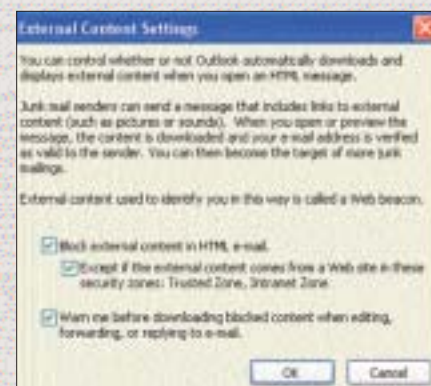 External Content Settings
You can control whether or not Outlook automatically downloads and
displays external content when you open an HTML message.
Junk mail senders can send a message that includes links to external
content (such as pictures or sounds). When you open or preview the
message, the content is downloaded and your e-mail address is verified
as valid to the sender. You can then become the target of more junk
mailings.
External content used to identify you in this way is called a Web beacon.
Block external content in HTML e-mail.
Except if the external content comes from a Web site in these
security zones: Trusted Zone, Intranet Zone
Warn me before downloading blocked content when editing,
forwarding, or replying to e-mail.
OK Cancel